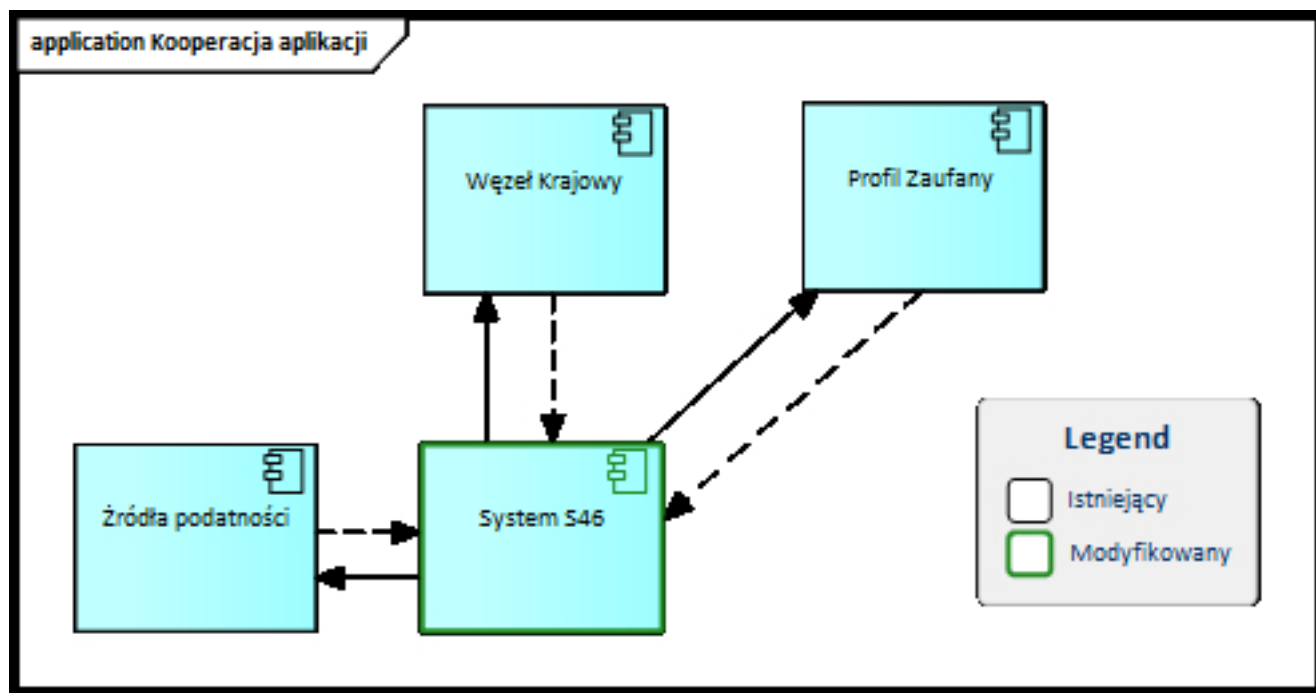 application Kooperacja aplikacji
Węzeł Krajowy
Profil Zaufany
Źródła podatności
System S46
Legend
Istniejący
Modyfikowany